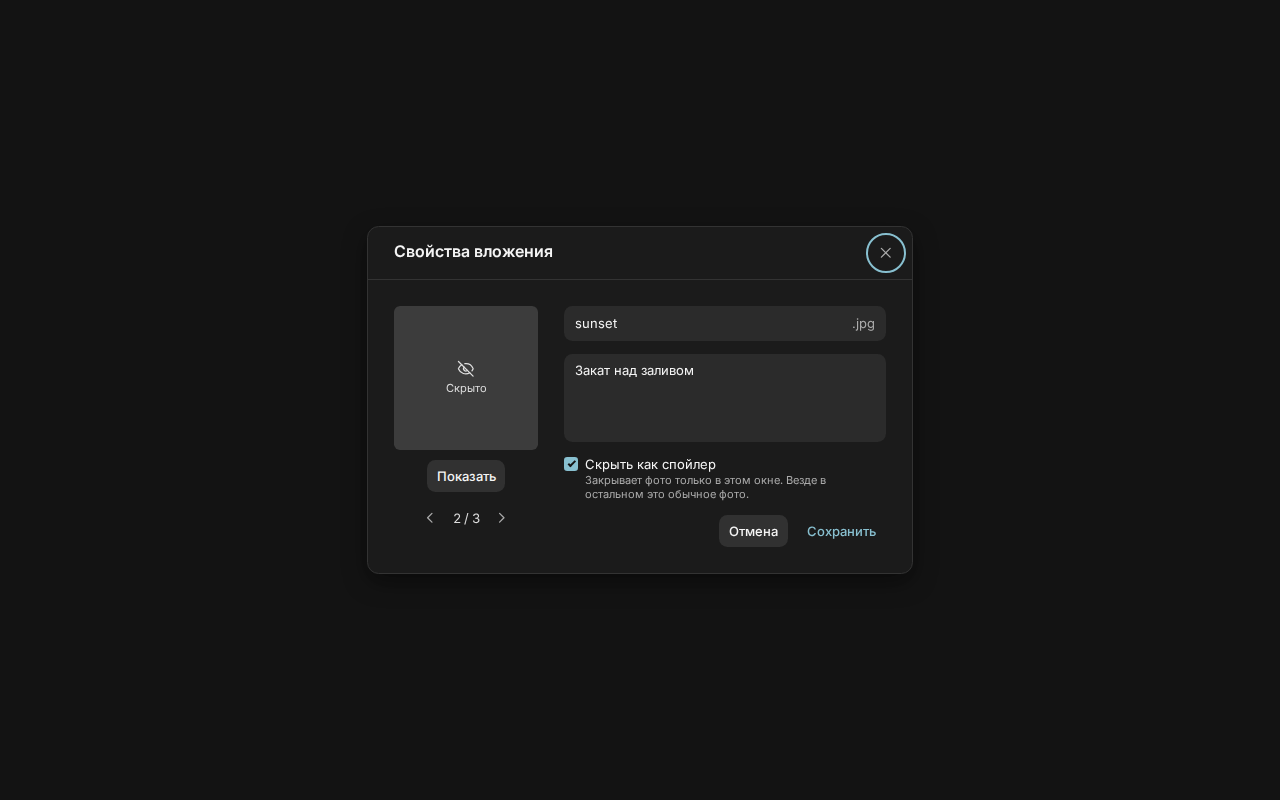 Свойства вложения
Скрыто
Показать
2 / 3
sunset .jpg
Закат над заливом
Скрыть как спойлер
Закрывает фото только в этом окне. Везде в
остальном это обычное фото.
Отмена Сохранить